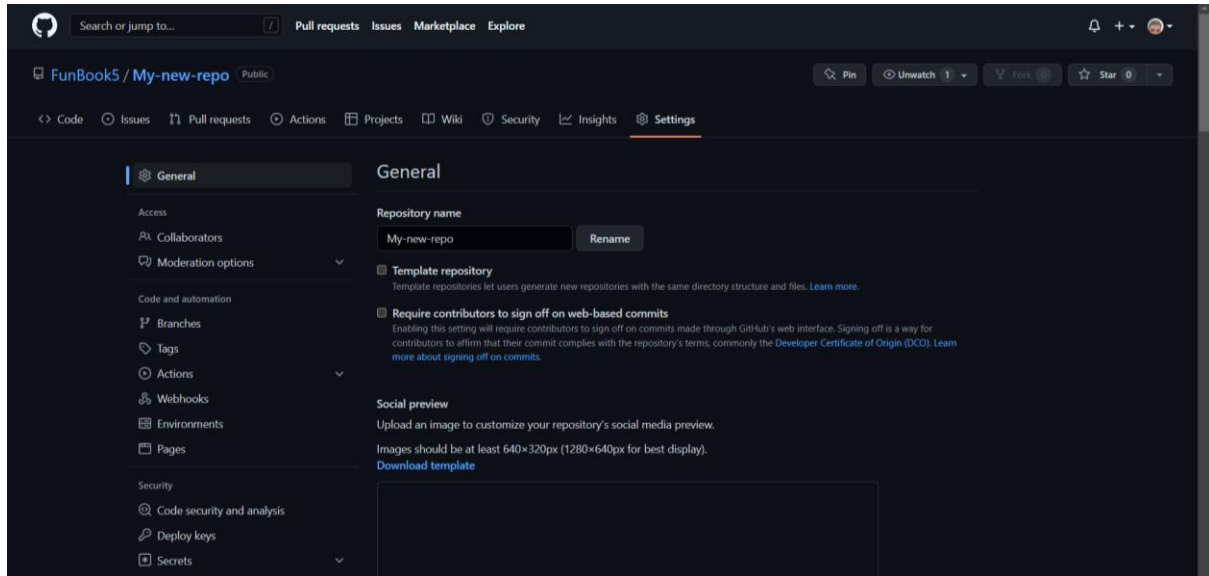 Search or jump to... /
Pull requests Issues Marketplace Explore
FunBook5 / My-new-repo Public
Pin Unwatch 1 Fork 0 Star 0
Code Issues Pull requests Actions Projects Wiki Security Insights Settings
General
Access
Collaborators
Moderation options
Code and automation
Branches
Tags
Actions
Webhooks
Environments
Pages
Security
Code security and analysis
Deploy keys
Secrets
General
Repository name
My-new-repo Rename
Template repository
Template repositories let users generate new repositories with the same directory structure and files. Learn more.
Require contributors to sign off on web-based commits
Enabling this setting will require contributors to sign off on commits made through GitHub's web interface. Signing off is a way for
contributors to affirm that their commit complies with the repository's terms, commonly the Developer Certificate of Origin (DCO). Learn
more about signing off on commits.
Social preview
Upload an image to customize your repository's social media preview.
Images should be at least 640×320px (1280×640px for best display).
Download template